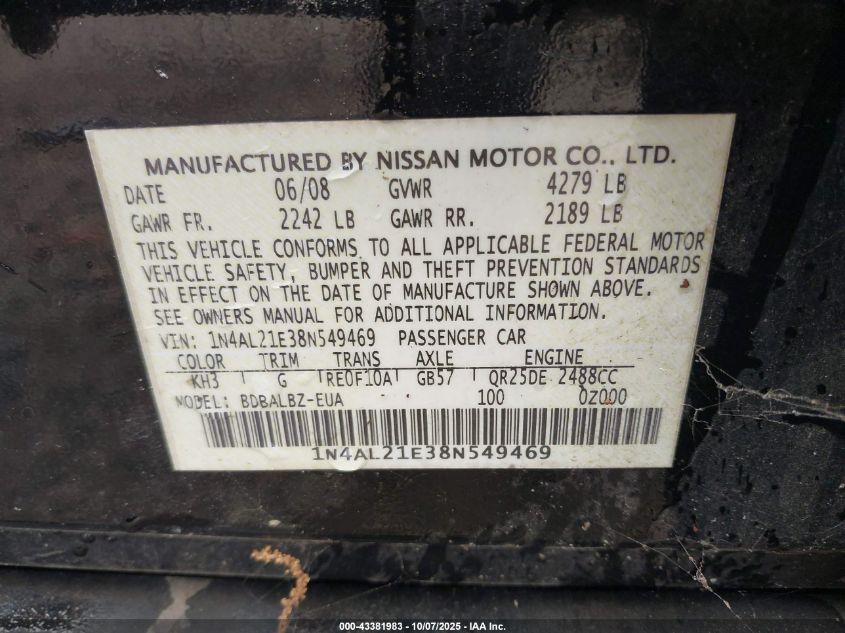 MANUFACTURED BY NISSAN MOTOR CO., LTD.
DATE 06/08 GVWR 4279 LB
GAWR FR. 2242 LB GAWR RR. 2189 LB
THIS VEHICLE CONFORMS TO ALL APPLICABLE FEDERAL MOTOR
VEHICLE SAFETY, BUMPER AND THEFT PREVENTION STANDARDS
IN EFFECT ON THE DATE OF MANUFACTURE SHOWN ABOVE.
SEE OWNERS MANUAL FOR ADDITIONAL INFORMATION.
VIN: 1N4AL21E38N549469 PASSENGER CAR
COLOR TRIM TRANS AXLE ENGINE
KH3 G RE0F10A GB57 QR25DE 2488CC
MODEL: BDBALBZ-EUA 100 0Z000
1N4AL21E38N549469
000-43381983 - 10/07/2025 - IAA Inc.